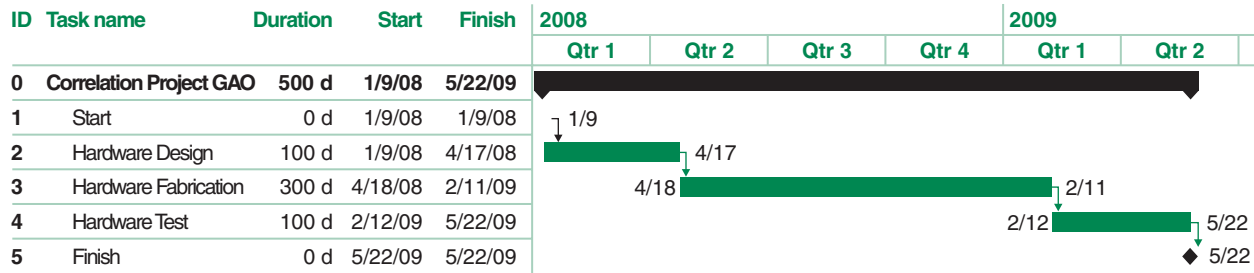 ID Task name Duration Start Finish 2008 2009
Qtr 1 Qtr 2 Qtr 3 Qtr 4 Qtr 1 Qtr 2
0 Correlation Project GAO 500 d 1/9/08 5/22/09
1 Start 0 d 1/9/08 1/9/08 1/9
2 Hardware Design 100 d 1/9/08 4/17/08 4/17
3 Hardware Fabrication 300 d 4/18/08 2/11/09 4/18 2/11
4 Hardware Test 100 d 2/12/09 5/22/09 2/12 5/22
5 Finish 0 d 5/22/09 5/22/09 5/22